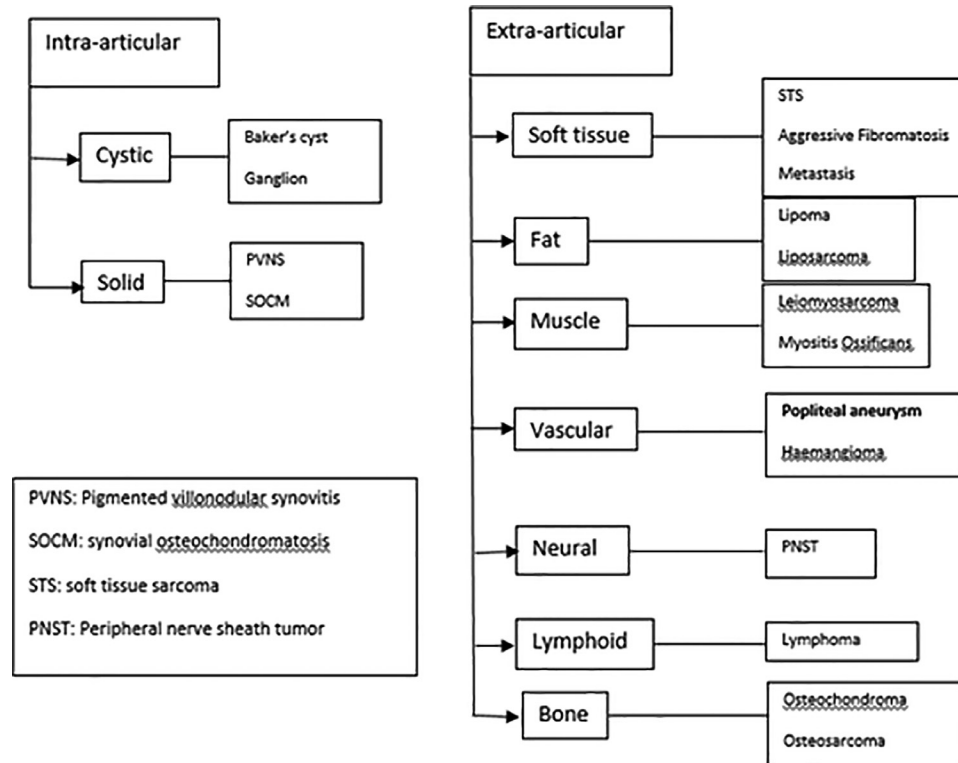 Intra-articular
Cystic
Baker's cyst
Ganglion
Solid
PVNS
SOCM
PVNS: Pigmented villonodular synovitis
SOCM: synovial osteochondromatosis
STS: soft tissue sarcoma
PNST: Peripheral nerve sheath tumor
Extra-articular
Soft tissue
STS
Aggressive Fibromatosis
Metastasis
Fat
Lipoma
Liposarcoma
Muscle
Leiomyosarcoma
Myositis Ossificans
Vascular
Popliteal aneurysm
Haemangioma
Neural
PNST
Lymphoid
Lymphoma
Bone
Osteochondroma
Osteosarcoma